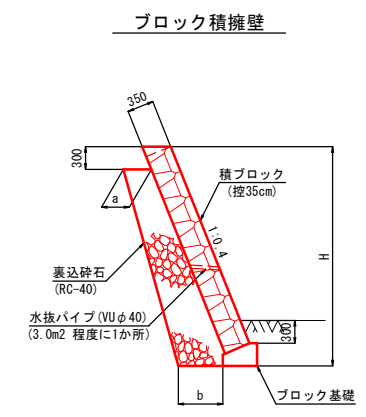 ブロック積擁壁
350
300
a
積ブロック
(控35cm)
1:0.4
H
裏込砕石
(RC-40)
水抜パイプ(VUφ40)
(3.0m2 程度に1か所)
300
b
ブロック基礎